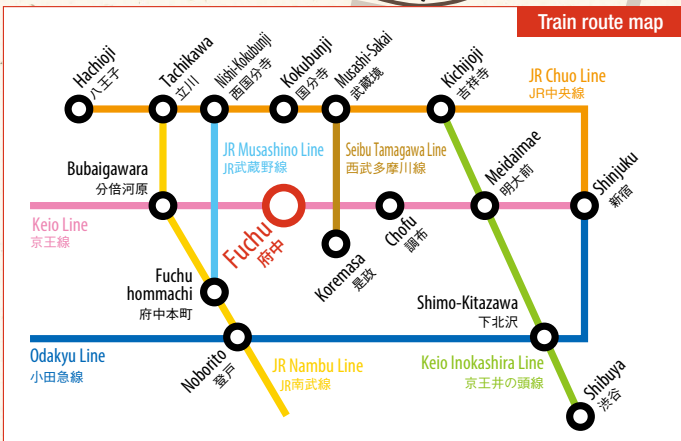 Train route map
Hachioji
八王子
Tachikawa
立川
Nishi-Kokubunji
西国分寺
Kokubunji
国分寺
Musashi-Sakai
武蔵境
Kichijoji
吉祥寺
JR Chuo Line
JR中央線
JR Musashino Line
JR武蔵野線
Seibu Tamagawa Line
西武多摩川線
Bubaigawara
分倍河原
Meidaimae
明大前
Shinjuku
新宿
Keio Line
京王線
Fuchu
府中
Chofu
調布
Koremasa
是政
Fuchu
hommachi
府中本町
Shimo-Kitazawa
下北沢
Odakyu Line
小田急線
Noborito
登戸
JR Nambu Line
JR南武線
Keio Inokashira Line
京王井の頭線
Shibuya
渋谷